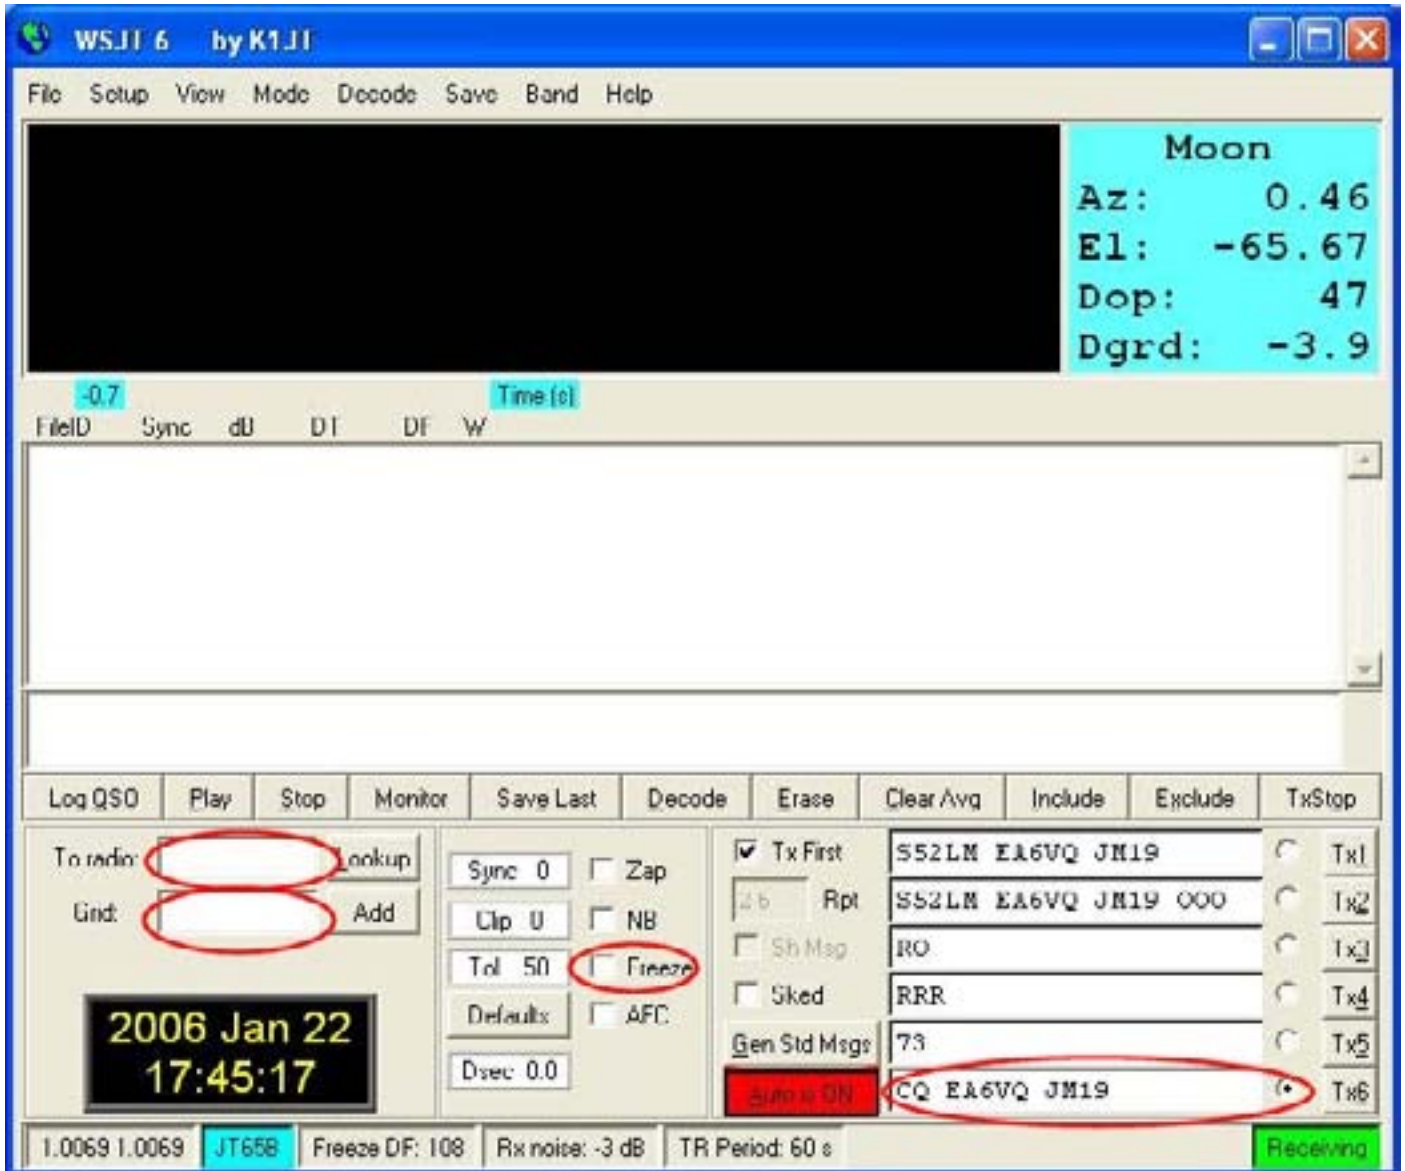 WSJT 6 by K1JT
File Setup View Mode Decode Save Band Help
Moon
Az: 0.46
El: -65.67
Dop: 47
Dgrd: -3.9
-0.7 Time (s)
FileID Sync dB DT DF W
Log QSO Play Stop Monitor Save Last Decode Erase Clear Avg Include Exclude TxStop
To radio: Lookup
Grid: Add
2006 Jan 22
17:45:17
Sync 0 Zap
Clip 0 NB
Tol 50 Freeze
Defaults AFC
Dsec 0.0
Tx First S52LM EA6VQ JM19 Tx1
26 Rpt S52LM EA6VQ JM19 OOO Tx2
Sh Msg RO Tx3
Sked RRR Tx4
Gen Std Msgs 73 Tx5
Auto is ON CQ EA6VQ JM19 Tx6
1.0069 1.0069 JT65B Freeze DF: 108 Rx noise: -3 dB TR Period: 60 s Receiving